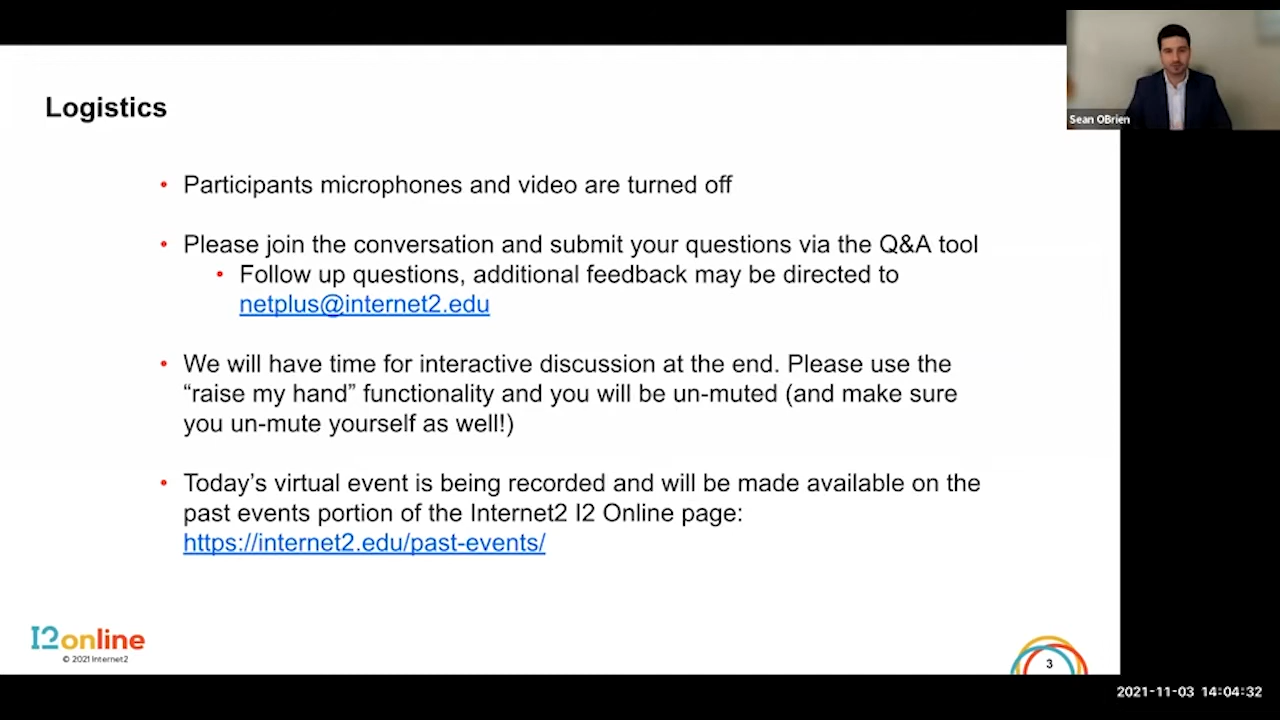 Sean OBrien
Logistics
• Participants microphones and video are turned off
• Please join the conversation and submit your questions via the Q&A tool
• Follow up questions, additional feedback may be directed to
netplus@internet2.edu
• We will have time for interactive discussion at the end. Please use the
“raise my hand” functionality and you will be un-muted (and make sure
you un-mute yourself as well!)
• Today’s virtual event is being recorded and will be made available on the
past events portion of the Internet2 I2 Online page:
https://internet2.edu/past-events/
I2online
© 2021 Internet2
3
2021-11-03 14:04:32